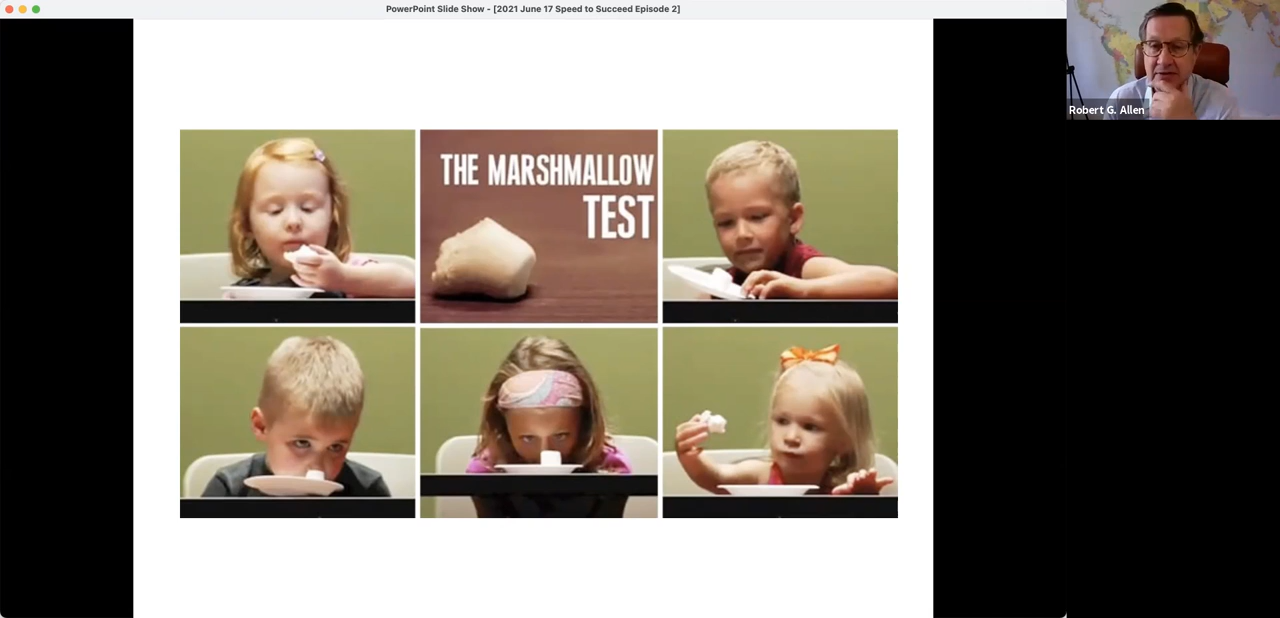 PowerPoint Slide Show - [2021 June 17 Speed to Succeed Episode 2]
Robert G. Allen
THE MARSHMALLOW
TEST